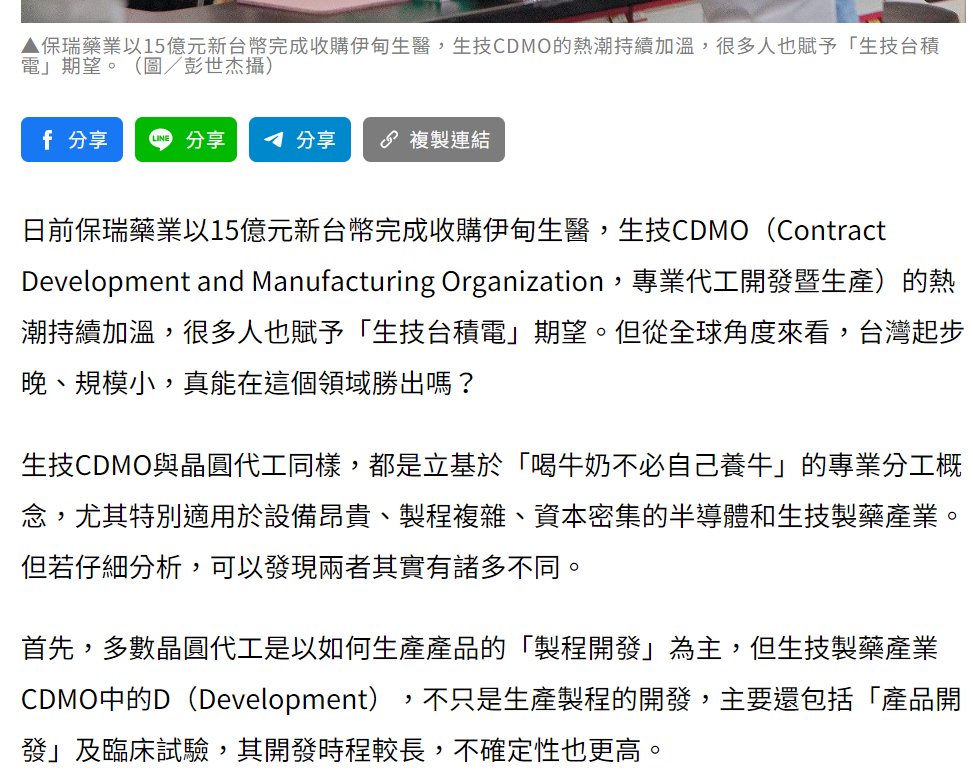 ▲保瑞藥業以15億元新台幣完成收購伊甸生醫，生技CDMO的熱潮持續加溫，很多人也賦予「生技台積
電」期望。（圖／彭世杰攝）
分享
LINE 分享
分享
複製連結
日前保瑞藥業以15億元新台幣完成收購伊甸生醫，生技CDMO（Contract
Development and Manufacturing Organization，專業代工開發暨生產）的熱
潮持續加溫，很多人也賦予「生技台積電」期望。但從全球角度來看，台灣起步
晚、規模小，真能在這個領域勝出嗎？
生技CDMO與晶圓代工同樣，都是立基於「喝牛奶不必自己養牛」的專業分工概
念，尤其特別適用於設備昂貴、製程複雜、資本密集的半導體和生技製藥產業。
但若仔細分析，可以發現兩者其實有諸多不同。
首先，多數晶圓代工是以如何生產產品的「製程開發」為主，但生技製藥產業
CDMO中的D（Development），不只是生產製程的開發，主要還包括「產品開
發」及臨床試驗，其開發時程較長，不確定性也更高。